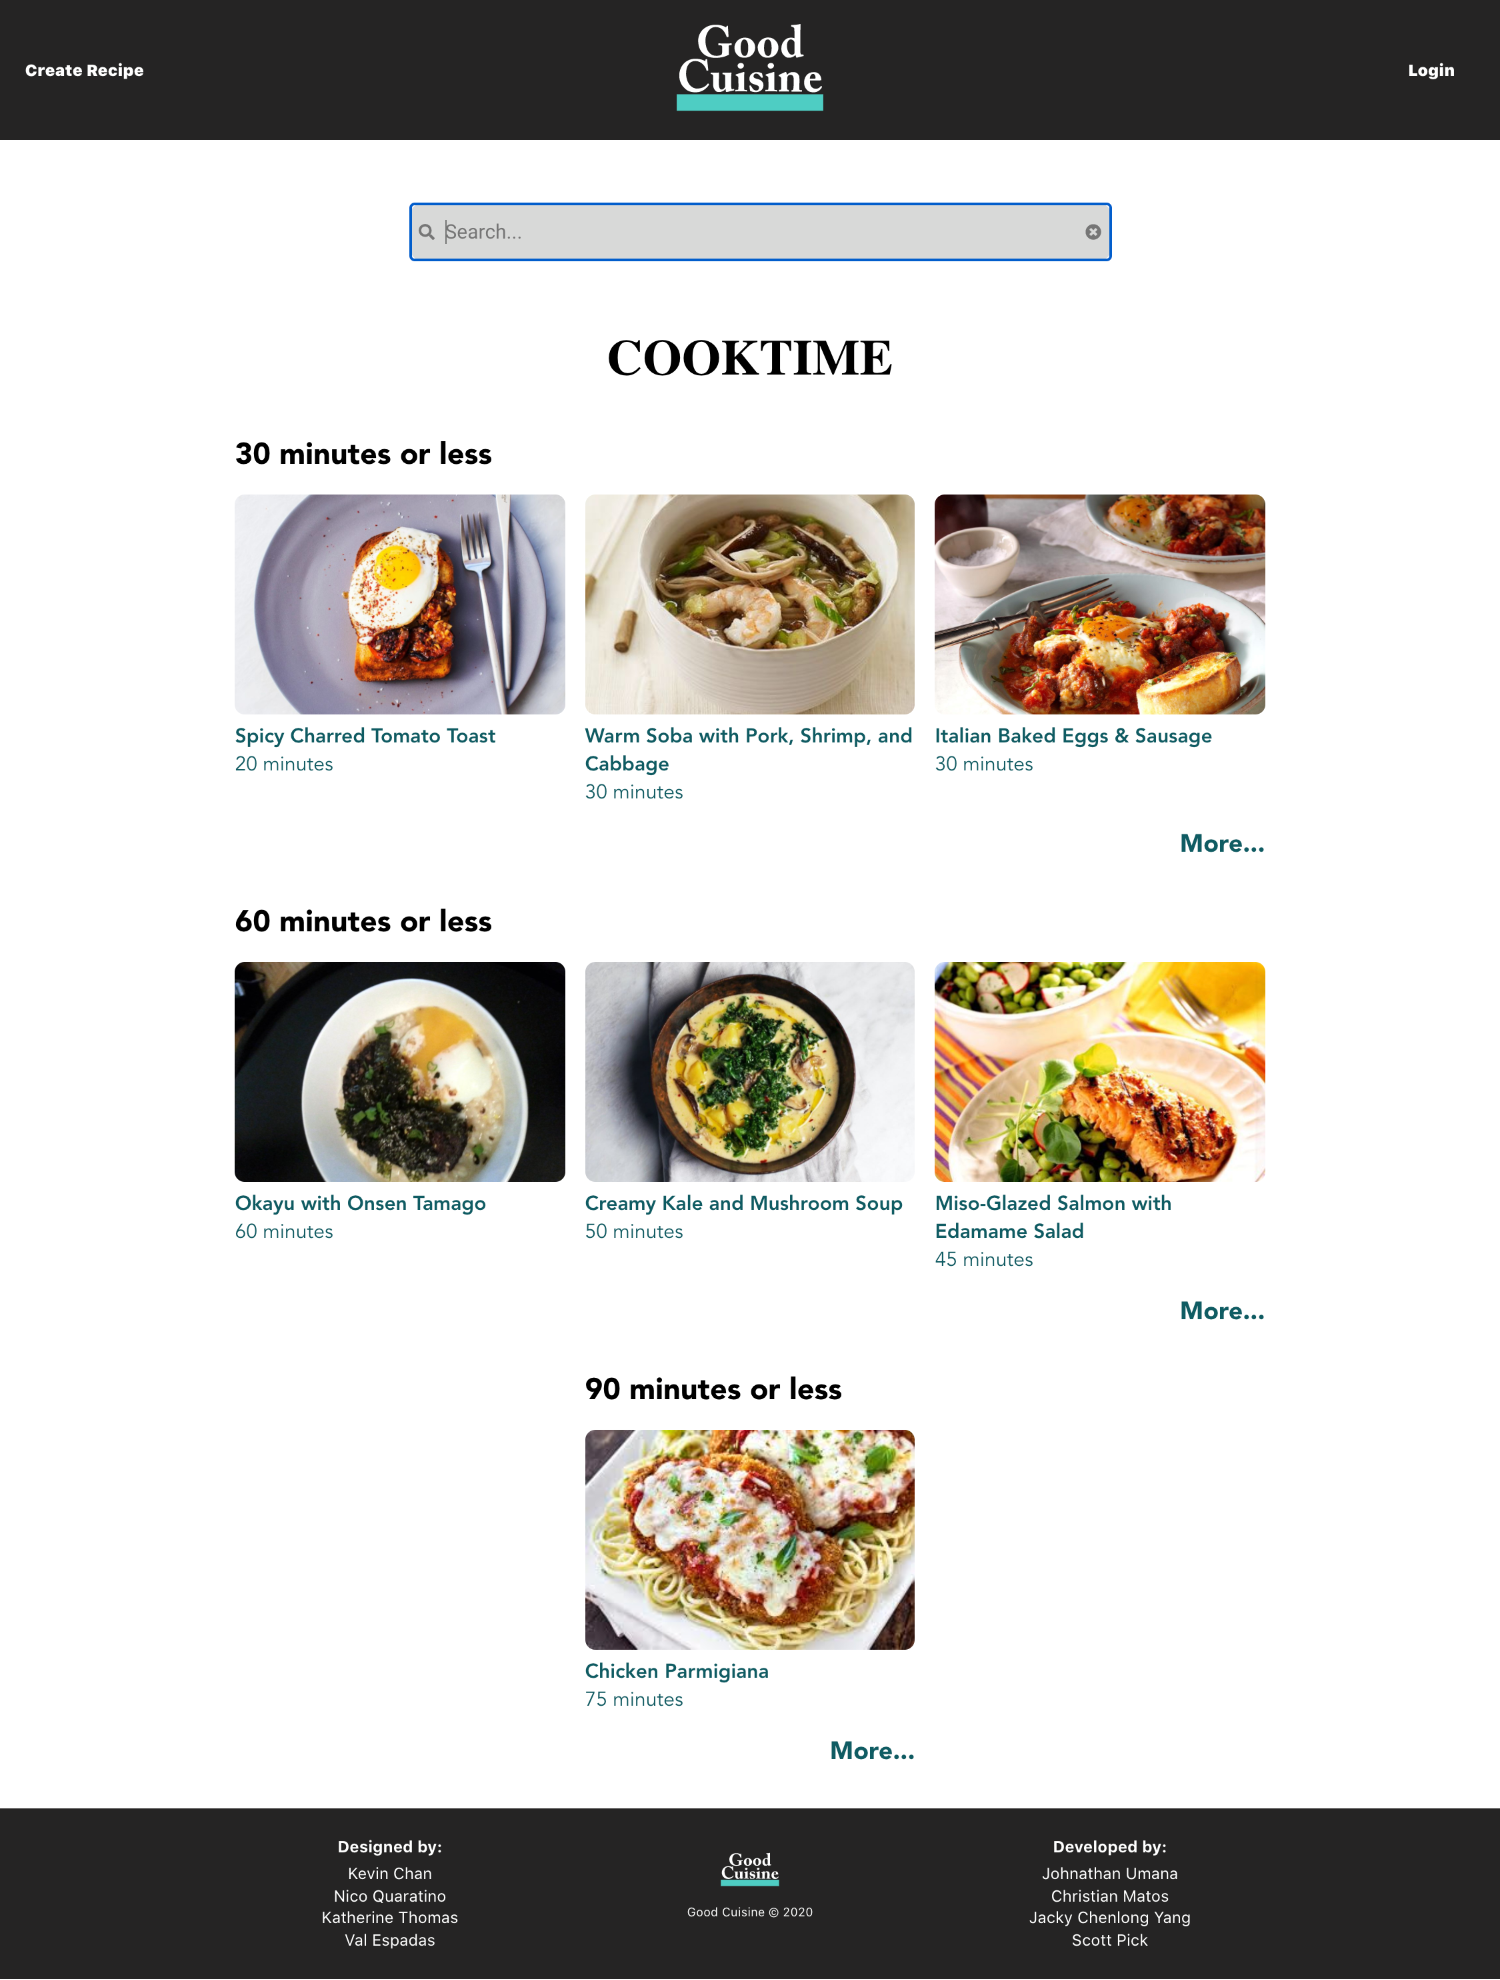 Create Recipe
Good
Cuisine
Login
Search...
COOKTIME
30 minutes or less
Spicy Charred Tomato Toast
20 minutes
Warm Soba with Pork, Shrimp, and
Cabbage
30 minutes
Italian Baked Eggs & Sausage
30 minutes
More...
60 minutes or less
Okayu with Onsen Tamago
60 minutes
Creamy Kale and Mushroom Soup
50 minutes
Miso-Glazed Salmon with
Edamame Salad
45 minutes
More...
90 minutes or less
Chicken Parmigiana
75 minutes
More...
Designed by:
Kevin Chan
Nico Quaratino
Katherine Thomas
Val Espadas
Good
Cuisine
Good Cuisine © 2020
Developed by:
Johnathan Umana
Christian Matos
Jacky Chenlong Yang
Scott Pick